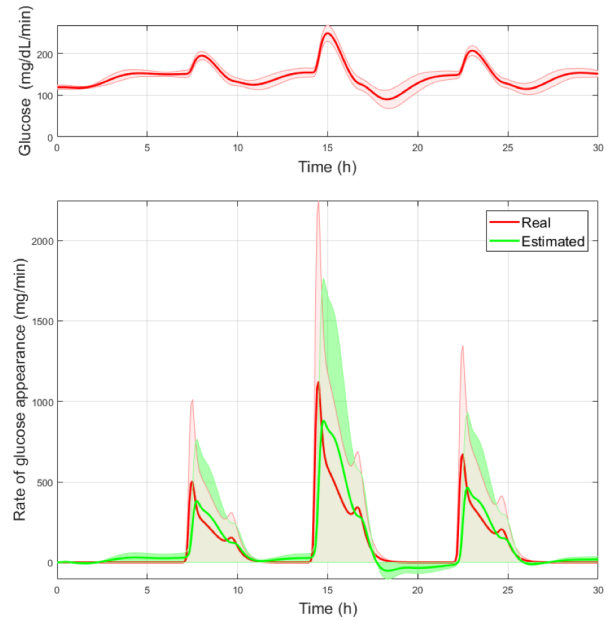 Glucose (mg/dL/min)
200
100
0
0 5 10 15 20 25 30
Time (h)
Rate of glucose appearance (mg/min)
2000
1500
1000
500
0
Real
Estimated
0 5 10 15 20 25 30
Time (h)